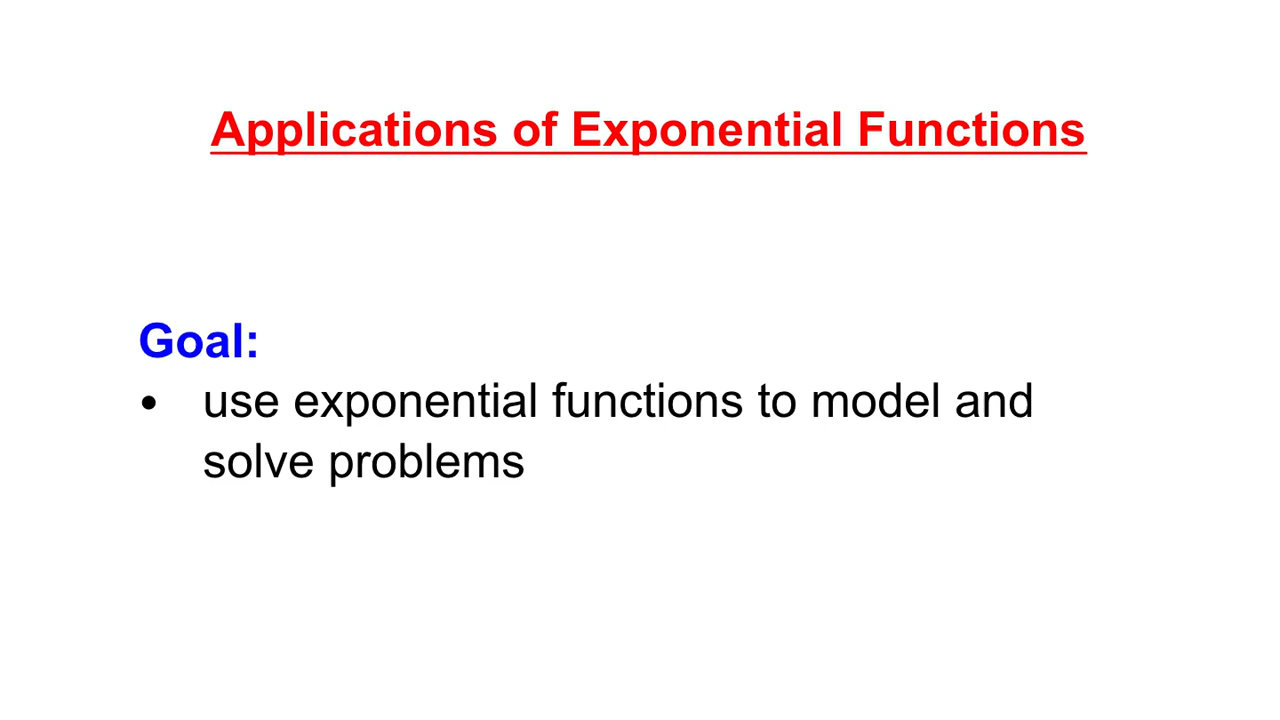 Applications of Exponential Functions
Goal:
• use exponential functions to model and
solve problems